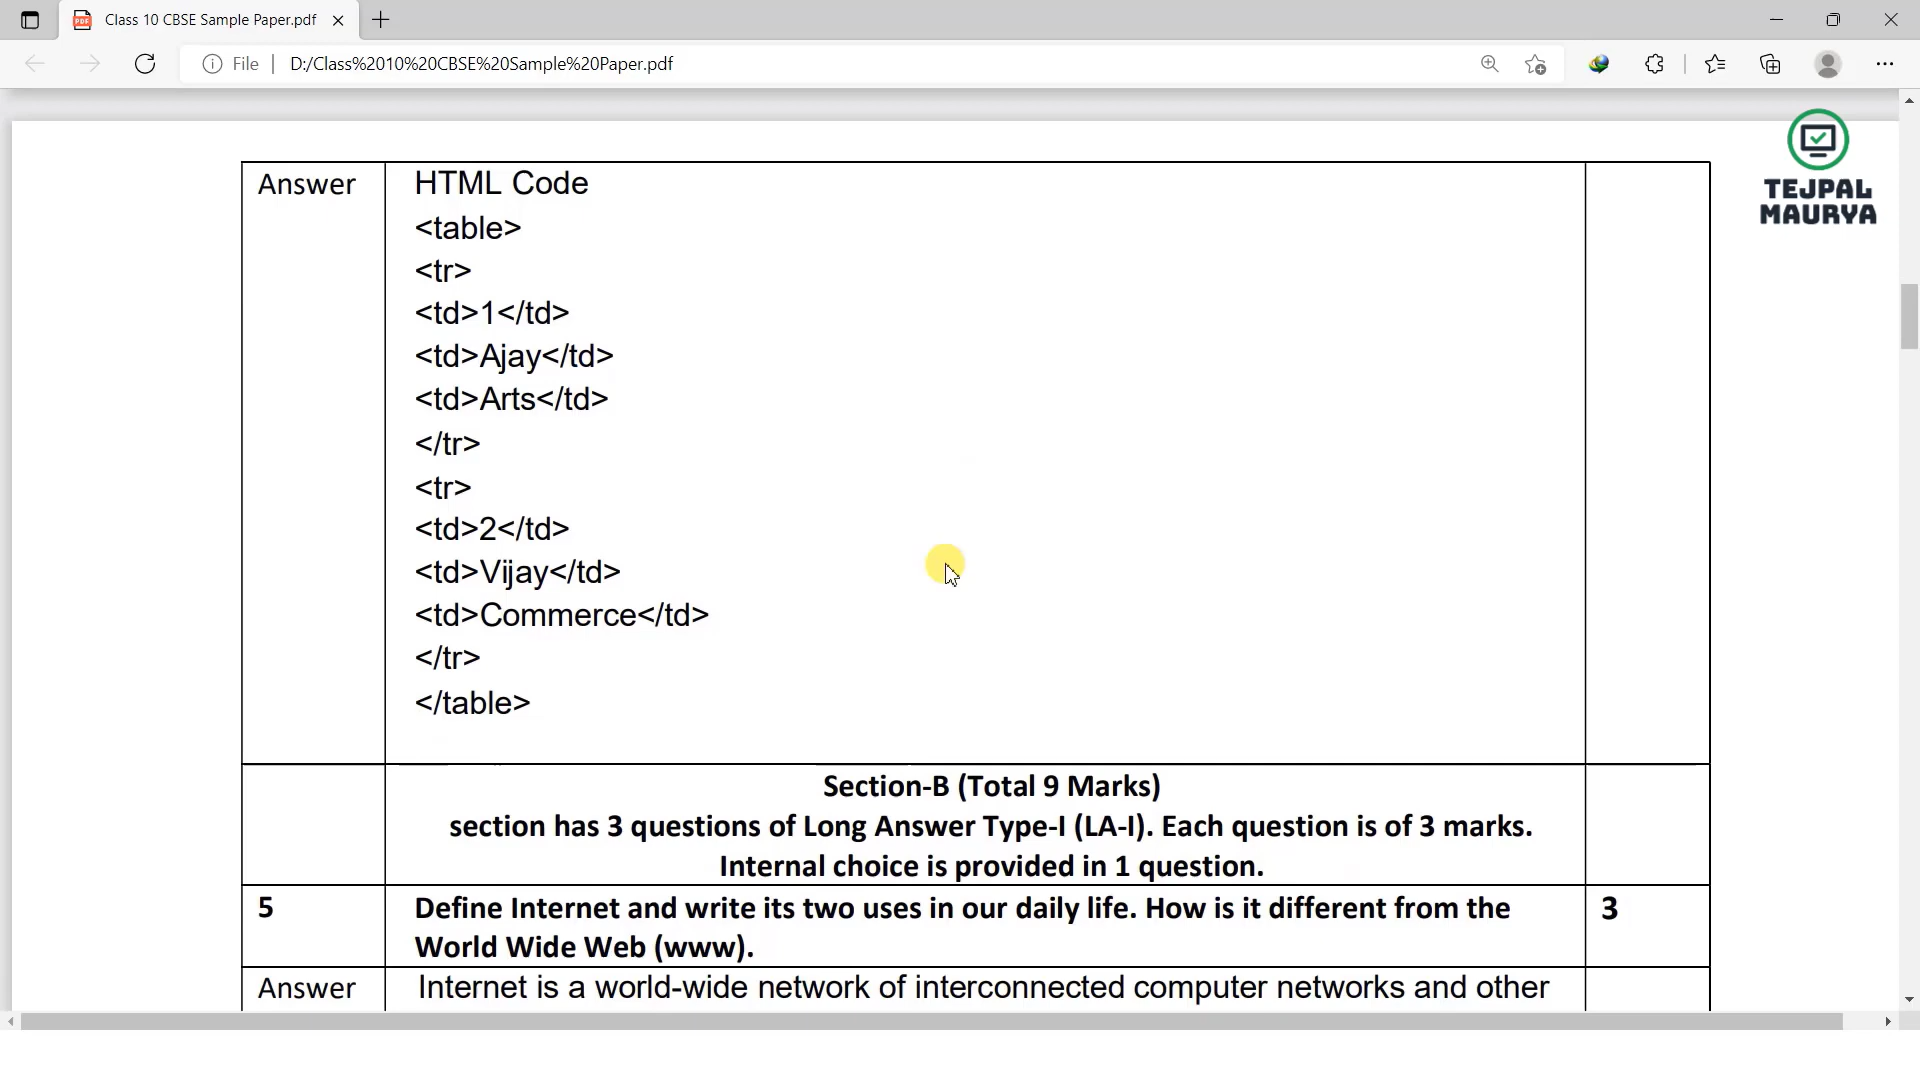 Class 10 CBSE Sample Paper.pdf
File D:/Class%2010%20CBSE%20Sample%20Paper.pdf
TEJPAL
MAURYA
Answer HTML Code
<table>
<tr>
<td>1</td>
<td>Ajay</td>
<td>Arts</td>
</tr>
<tr>
<td>2</td>
<td>Vijay</td>
<td>Commerce</td>
</tr>
</table>
Section-B (Total 9 Marks)
section has 3 questions of Long Answer Type-I (LA-I). Each question is of 3 marks.
Internal choice is provided in 1 question.
5 Define Internet and write its two uses in our daily life. How is it different from the 3
World Wide Web (www).
Answer Internet is a world-wide network of interconnected computer networks and other